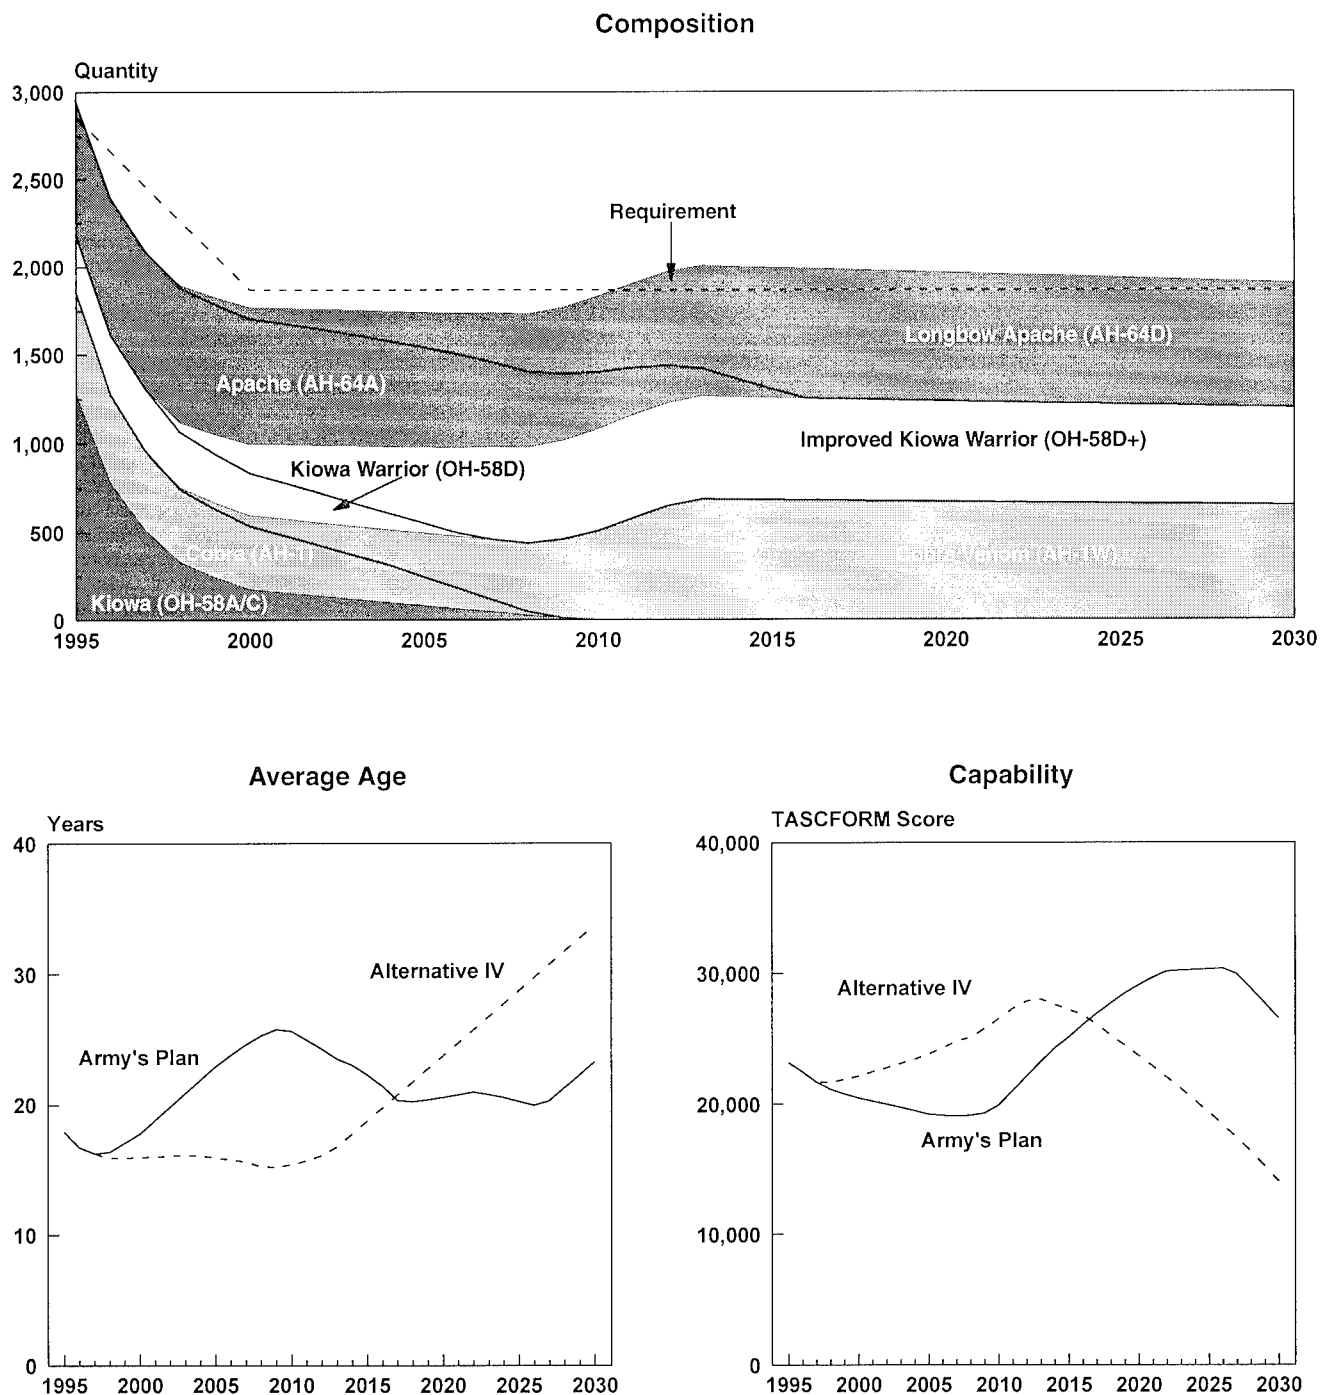 Composition
Quantity
3,000
2,500
2,000
1,500
1,000
500
0
Requirement
Longbow Apache (AH-64D)
Apache (AH-64A)
Improved Kiowa Warrior (OH-58D+)
Kiowa Warrior (OH-58D)
Cobra (AH-1)
Venom (AH-1W)
Kiowa (OH-58A/C)
1995 2000 2005 2010 2015 2020 2025 2030
Average Age
Years
40
30
20
10
0
Alternative IV
Army's Plan
1995 2000 2005 2010 2015 2020 2025 2030
Capability
TASCFORM Score
40,000
30,000
20,000
10,000
0
Alternative IV
Army's Plan
1995 2000 2005 2010 2015 2020 2025 2030